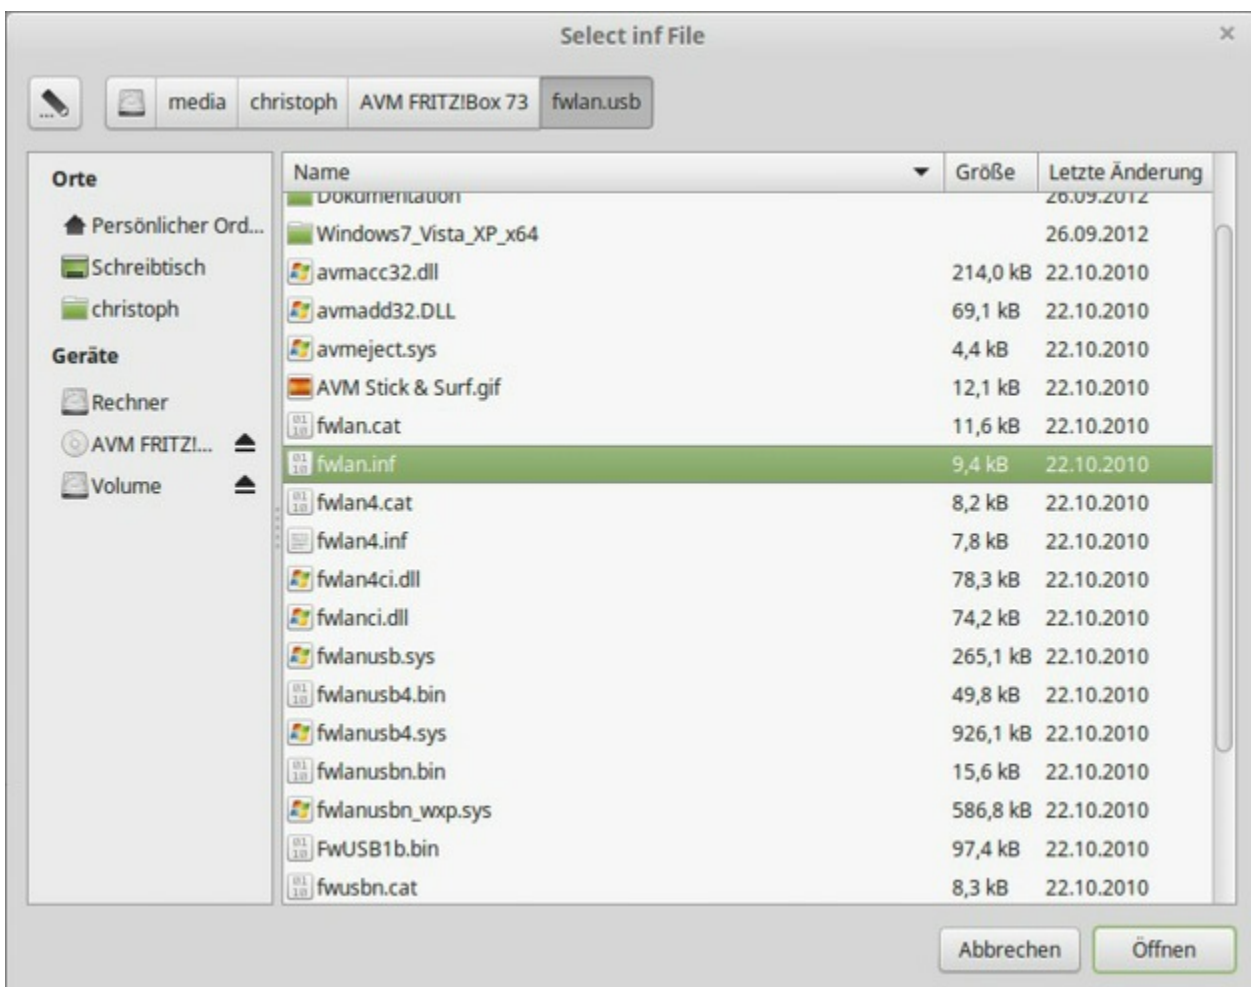 Select inf File
media christoph AVM FRITZ!Box 73 fwlan.usb
Orte
Persönlicher Ord...
Schreibtisch
christoph
Geräte
Rechner
AVM FRITZ!...
Volume
Name Größe Letzte Änderung
Dokumentation 26.09.2012
Windows7_Vista_XP_x64 26.09.2012
avmacc32.dll 214,0 kB 22.10.2010
avmadd32.DLL 69,1 kB 22.10.2010
avmeject.sys 4,4 kB 22.10.2010
AVM Stick & Surf.gif 12,1 kB 22.10.2010
fwlan.cat 11,6 kB 22.10.2010
fwlan.inf 9,4 kB 22.10.2010
fwlan4.cat 8,2 kB 22.10.2010
fwlan4.inf 7,8 kB 22.10.2010
fwlan4ci.dll 78,3 kB 22.10.2010
fwlanci.dll 74,2 kB 22.10.2010
fwlanusb.sys 265,1 kB 22.10.2010
fwlanusb4.bin 49,8 kB 22.10.2010
fwlanusb4.sys 926,1 kB 22.10.2010
fwlanusbn.bin 15,6 kB 22.10.2010
fwlanusbn_wxp.sys 586,8 kB 22.10.2010
FwUSB1b.bin 97,4 kB 22.10.2010
fwusbn.cat 8,3 kB 22.10.2010
Abbrechen Öffnen